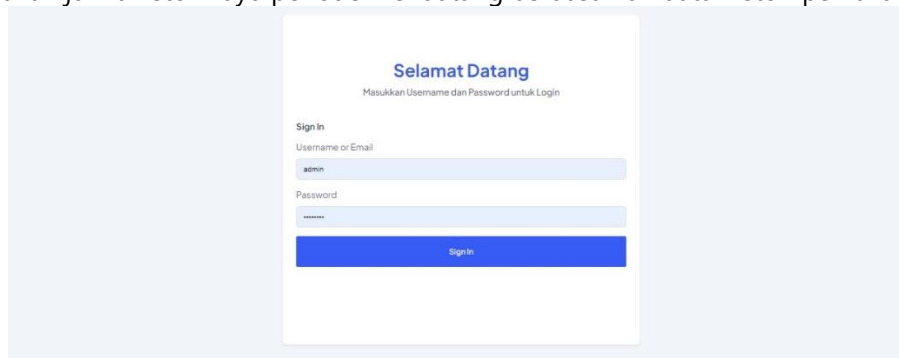 Selamat Datang
Masukkan Username dan Password untuk Login
Sign In
Username or Email
admin
Password
••••••••
Sign In